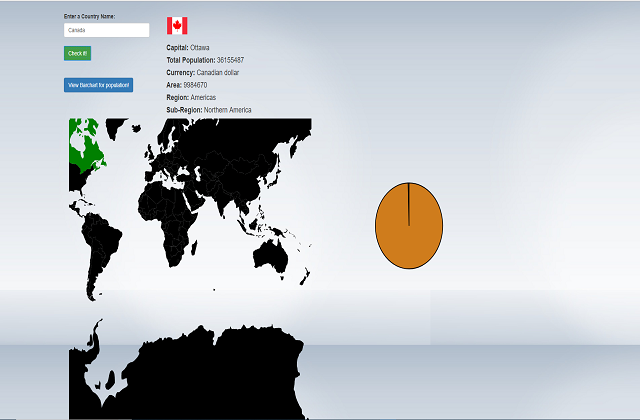 Enter a Country Name:
Canada
Check it!
View Barchart for population!
Capital: Ottawa
Total Population: 36155487
Currency: Canadian dollar
Area: 9984670
Region: Americas
Sub-Region: Northern America